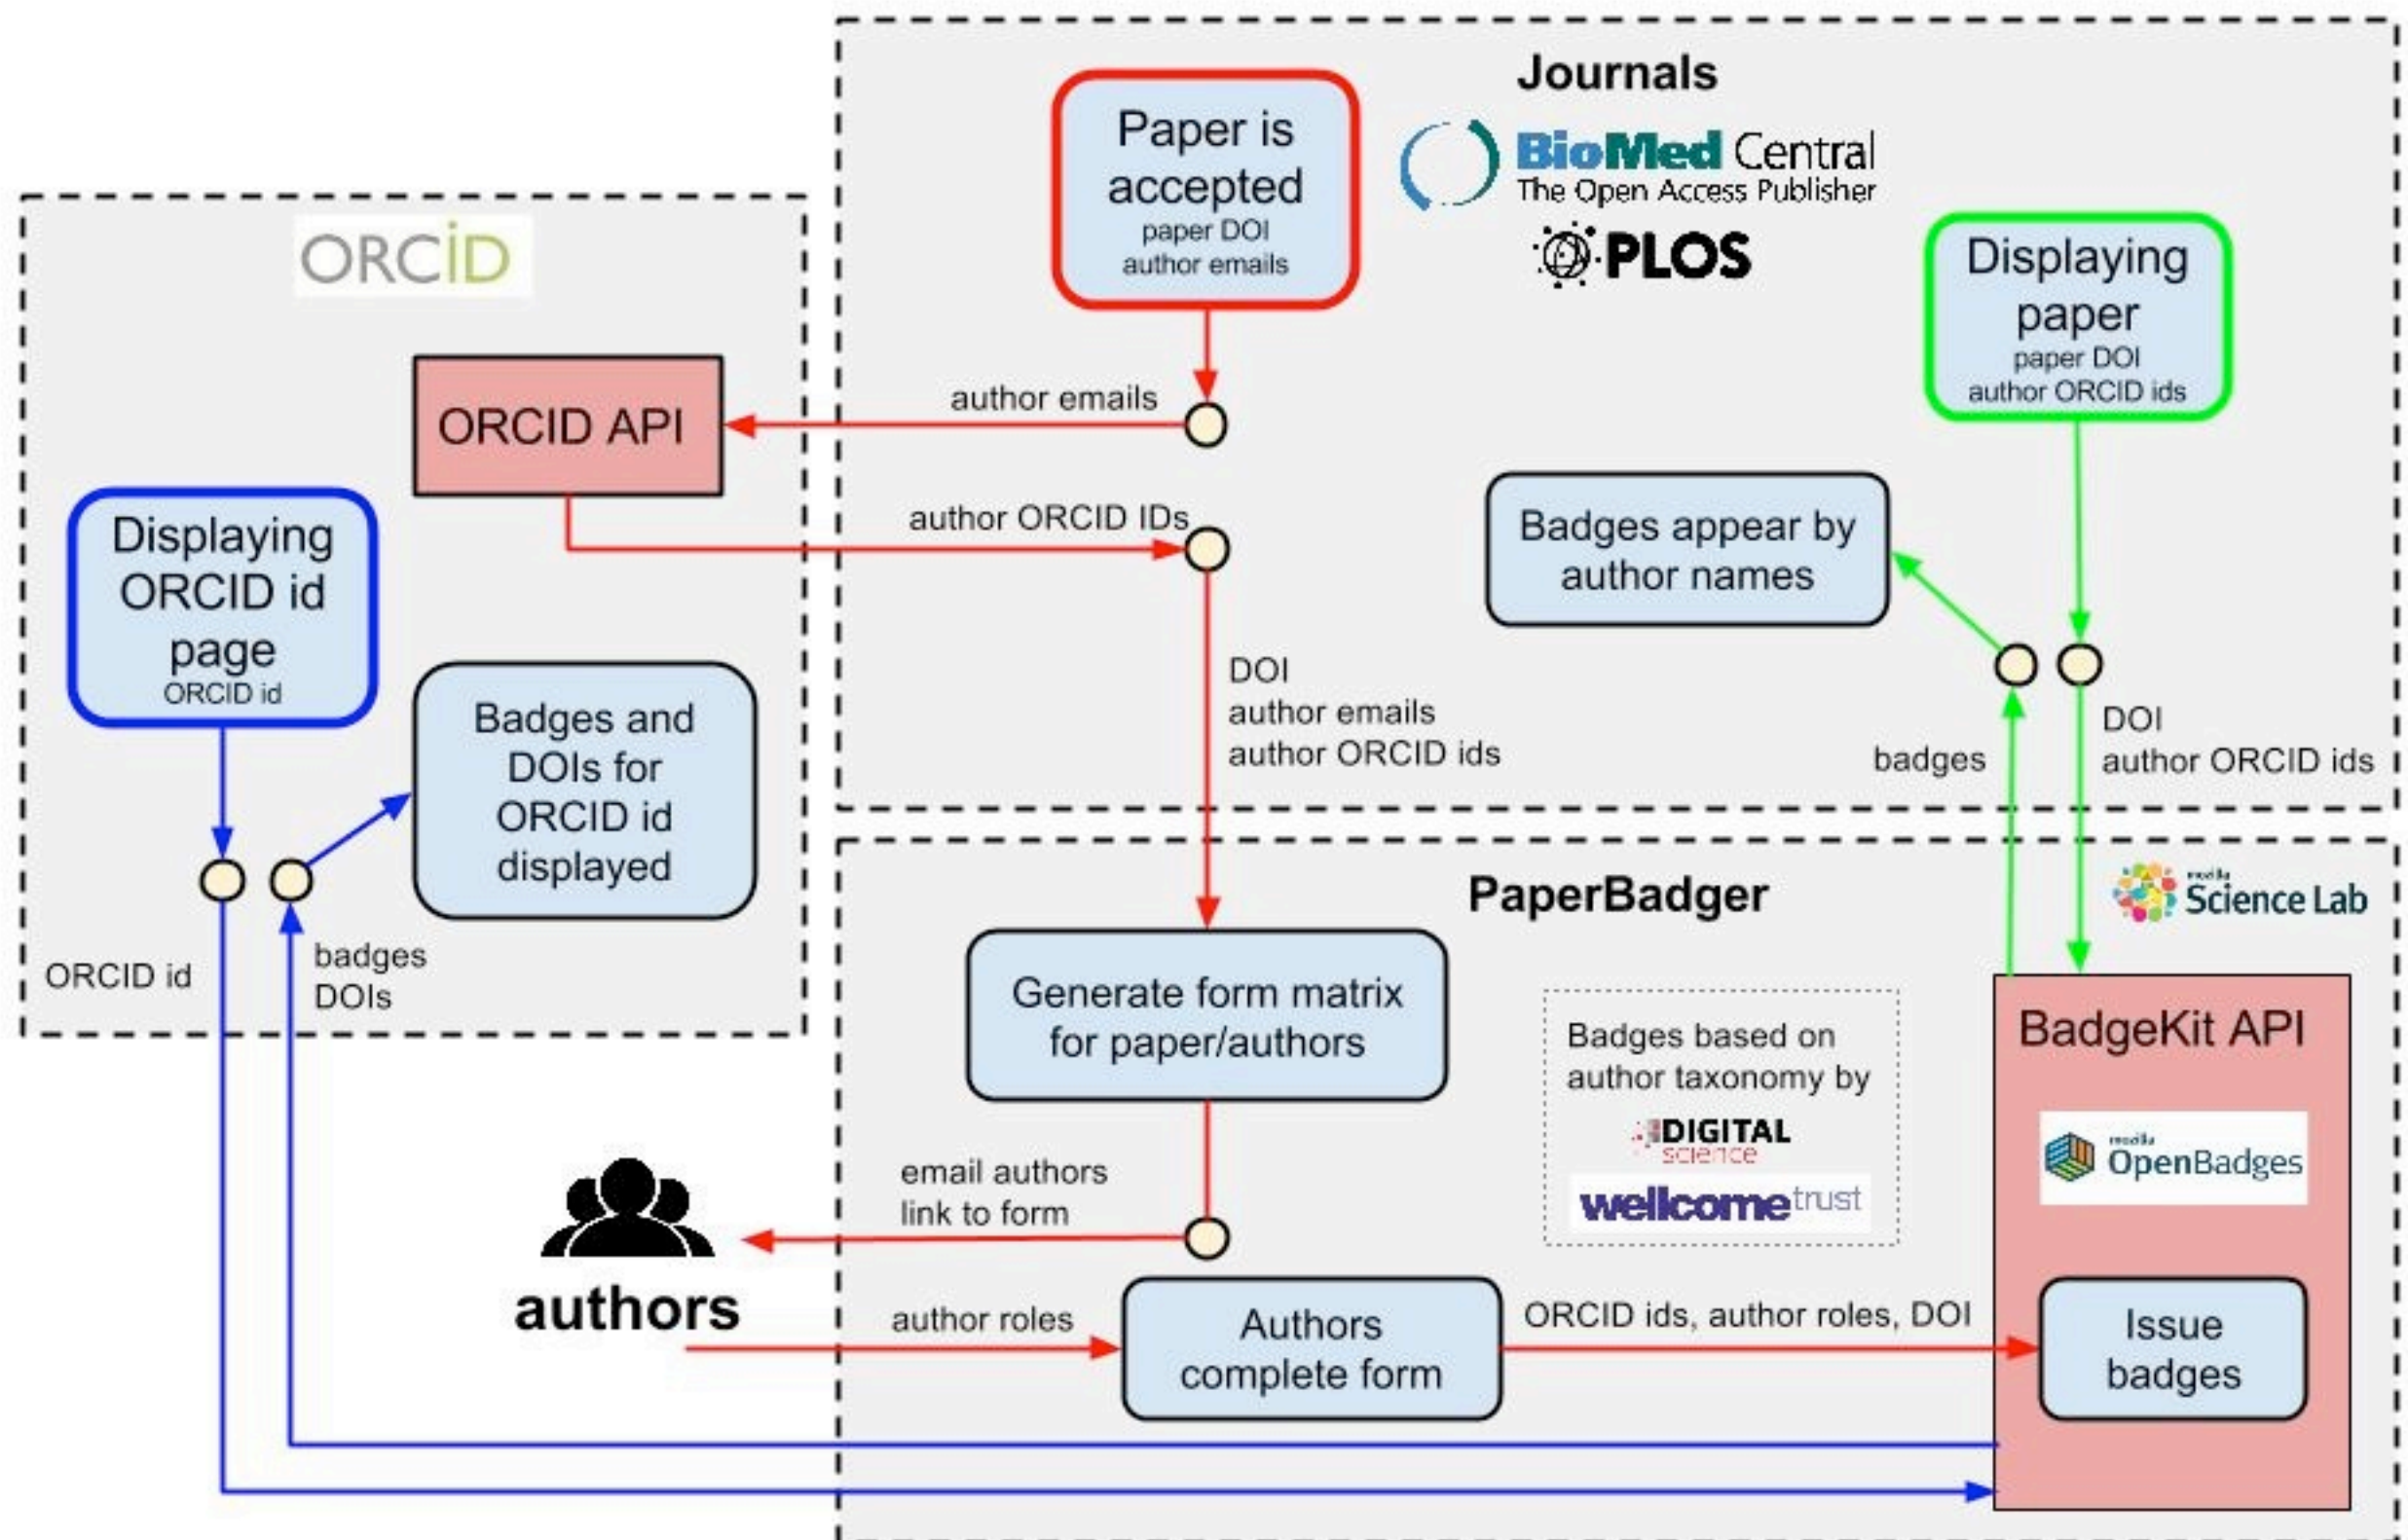 Journals
Paper is
accepted
paper DOI
author emails
BioMed Central
The Open Access Publisher
PLOS
Displaying
paper
paper DOI
author ORCID ids
ORCiD
ORCID API
author emails
author ORCID IDs
Displaying
ORCID id
page
ORCID id
Badges appear by
author names
Badges and
DOIs for
ORCID id
displayed
DOI
author emails
author ORCID ids
badges
DOI
author ORCID ids
ORCID id
badges
DOIs
PaperBadger
mozilla
Science Lab
Generate form matrix
for paper/authors
Badges based on
author taxonomy by
DIGITAL
science
wellcometrust
BadgeKit API
mozilla
OpenBadges
email authors
link to form
authors
author roles
Authors
complete form
ORCID ids, author roles, DOI
Issue
badges